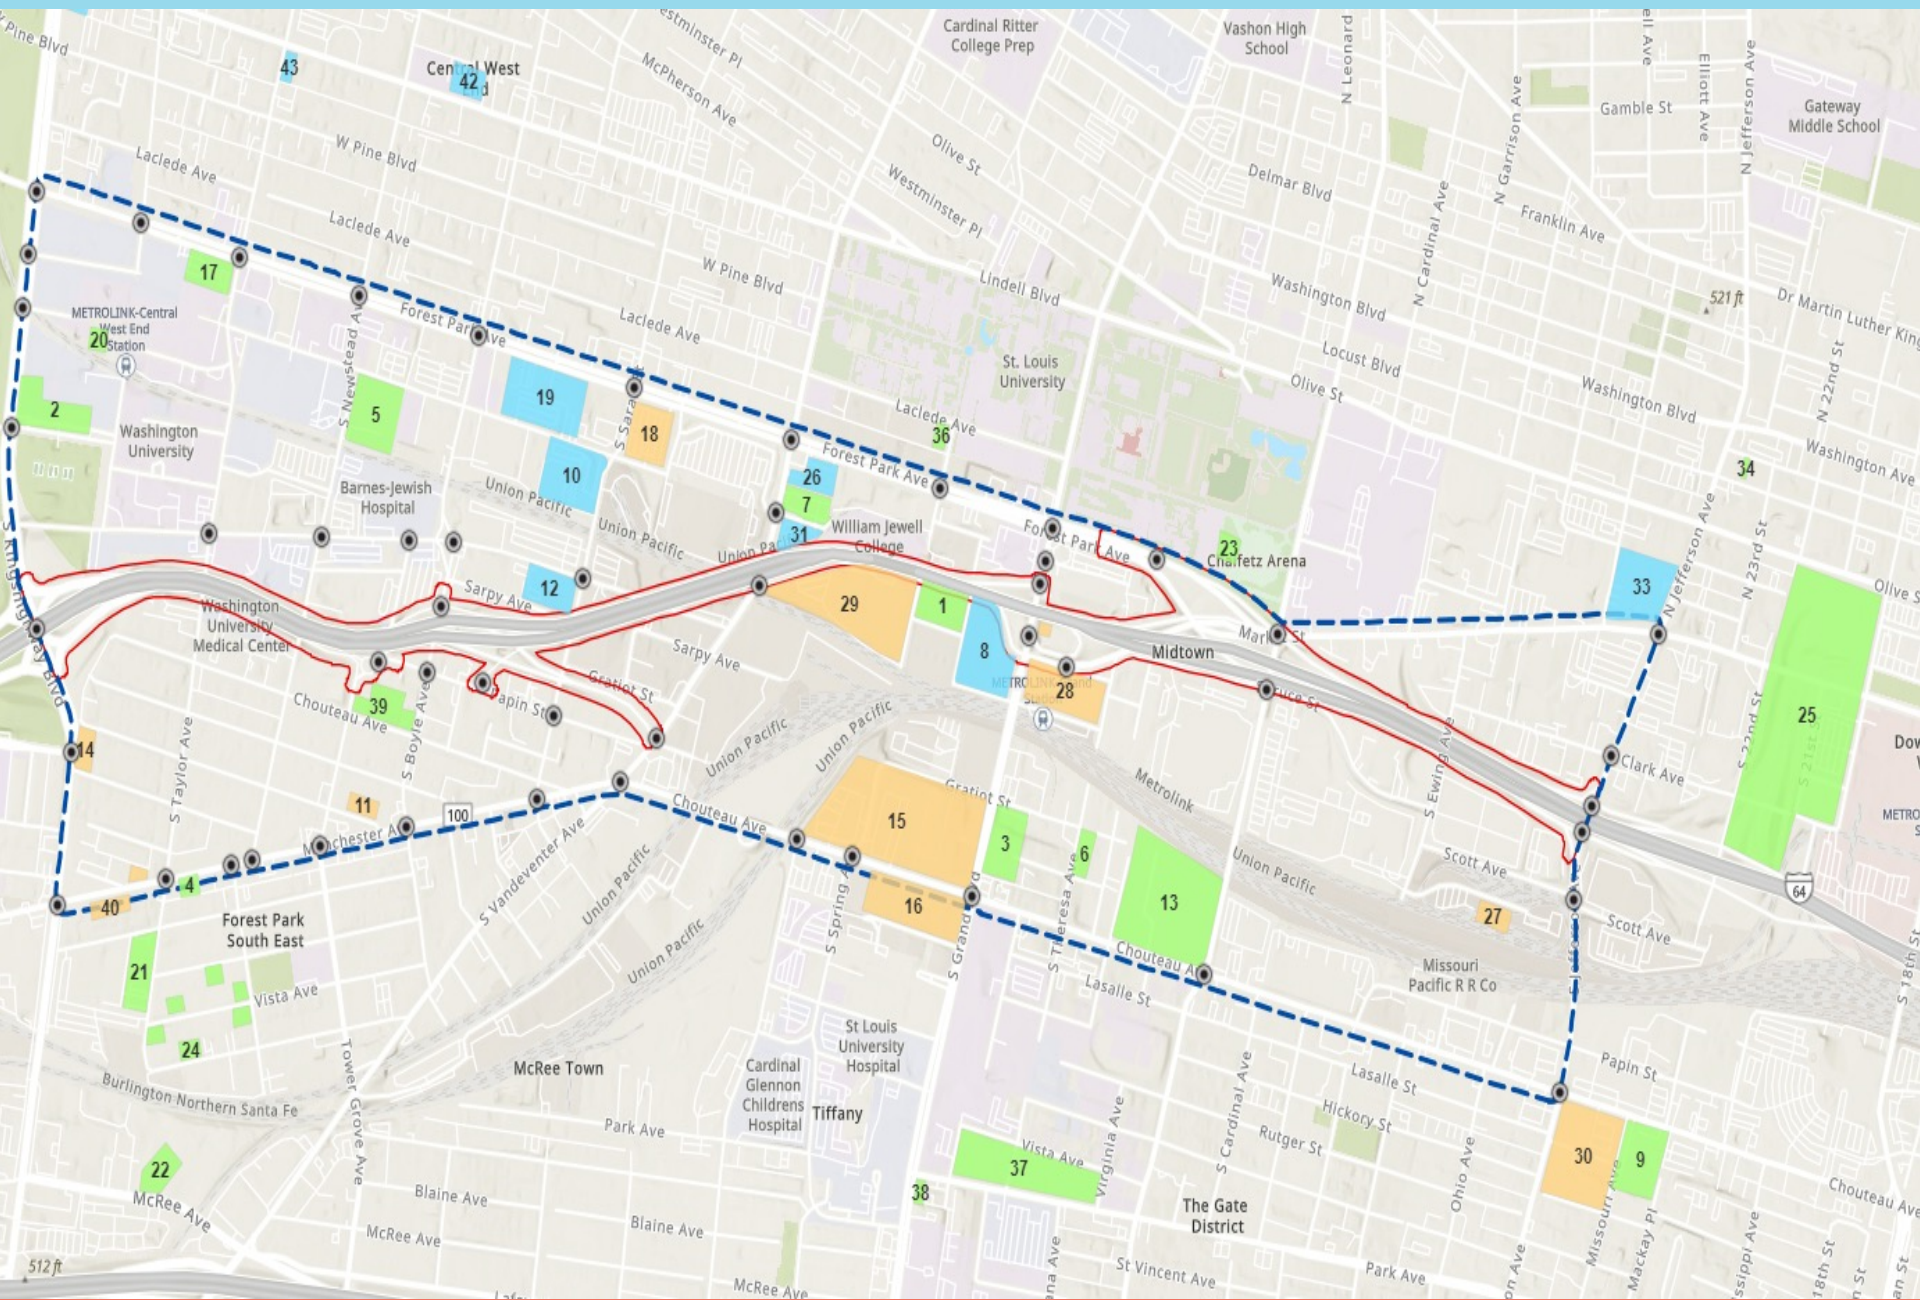 Pine Blvd
43
Central West
End
42
McPherson Ave
Cardinal Ritter
College Prep
Vashon High
School
N Leonard
N Garrison Ave
Elliott Ave
N Jefferson Ave
Gamble St
Gateway
Middle School
Laclede Ave
W Pine Blvd
Olive St
Westminster Pl
Delmar Blvd
N Cardinal Ave
Franklin Ave
Laclede Ave
W Pine Blvd
Lindell Blvd
Washington Blvd
521 ft
Dr Martin Luther King
17
METROLINK-Central
West End
Station
20
S Newstead Ave
Forest Park Ave
Laclede Ave
St. Louis
University
Locust Blvd
Olive St
Washington Blvd
N 22nd St
2
Washington
University
5
19
18
Laclede Ave
36
34
Washington Ave
Barnes-Jewish
Hospital
10
Union Pacific
Union Pacific
26
7
31
Forest Park Ave
William Jewell
College
Forest Park Ave
23
Chaifetz Arena
N Jefferson Ave
N 23rd St
33
Olive S
12
Sarpy Ave
29
1
8
Washington
University
Medical Center
Sarpy Ave
Gratiot St
Market St
Midtown
28
25
S 22nd St
39
Chouteau Ave
S Boyle Ave
Papin St
Union Pacific
Union Pacific
14
S Taylor Ave
11
100
Manchester A
Chouteau Ave
15
Gratiot St
Metrolink
S Ewing Ave
Clark Ave
METRO
64
3
6
13
Union Pacific
Scott Ave
Scott Ave
27
4
40
Forest Park
South East
S Vandeventer Ave
Union Pacific
Union Pacific
S Spring A
16
S Grand
S Theresa Ave
Chouteau A
Lasalle St
Missouri
Pacific R R Co
S 18th St
21
Vista Ave
24
Tower Grove Ave
Burlington Northern Santa Fe
McRee Town
St Louis
University
Hospital
Cardinal
Glennon
Childrens
Hospital
Tiffany
Park Ave
Virginia Ave
S Cardinal Ave
Lasalle St
Hickory St
Rutger St
Ohio Ave
Papin St
30
9
22
McRee Ave
Blaine Ave
McRee Ave
Blaine Ave
McRee Ave
38
37
Vista Ave
The Gate
District
St Vincent Ave
Park Ave
Missouri Ave
Mackay Pl
Chouteau Ave
18th St
512 ft